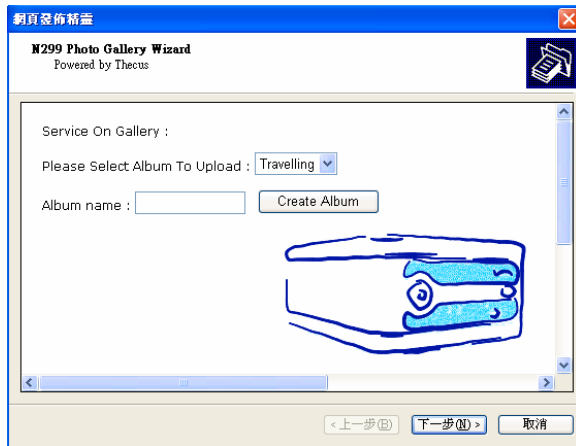 網頁發佈精靈
N299 Photo Gallery Wizard
Powered by Thecus
Service On Gallery :
Please Select Album To Upload : Travelling
Album name : Create Album
<上一步(B) 下一步(N) > 取消